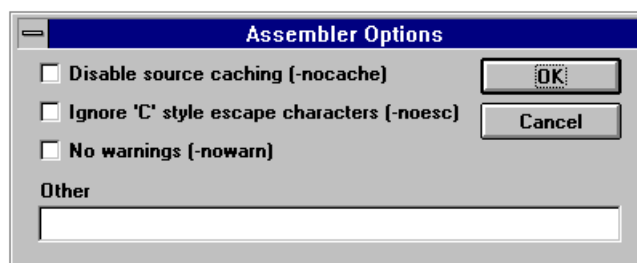 Assembler Options
Disable source caching (-nocache)
OK
Ignore 'C' style escape characters (-noesc)
Cancel
No warnings (-nowarn)
Other